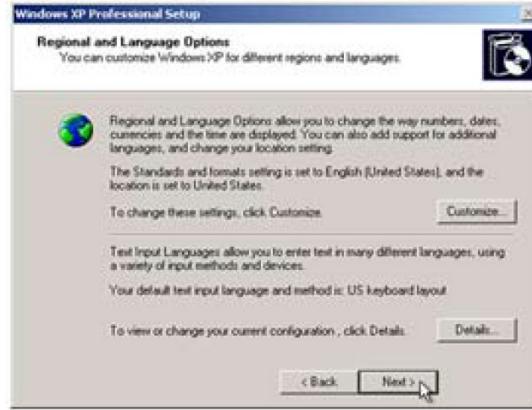 Windows XP Professional Setup
Regional and Language Options
You can customize Windows XP for different regions and languages.
Regional and Language Options allow you to change the way numbers, dates,
currencies and the time are displayed. You can also add support for additional
languages, and change your location setting.
The Standards and formats setting is set to English (United States), and the
location is set to United States.
To change these settings, click Customize.
Customize...
Text Input Languages allow you to enter text in many different languages, using
a variety of input methods and devices.
Your default text input language and method is: US keyboard layout
To view or change your current configuration , click Details.
Details...
< Back
Next >